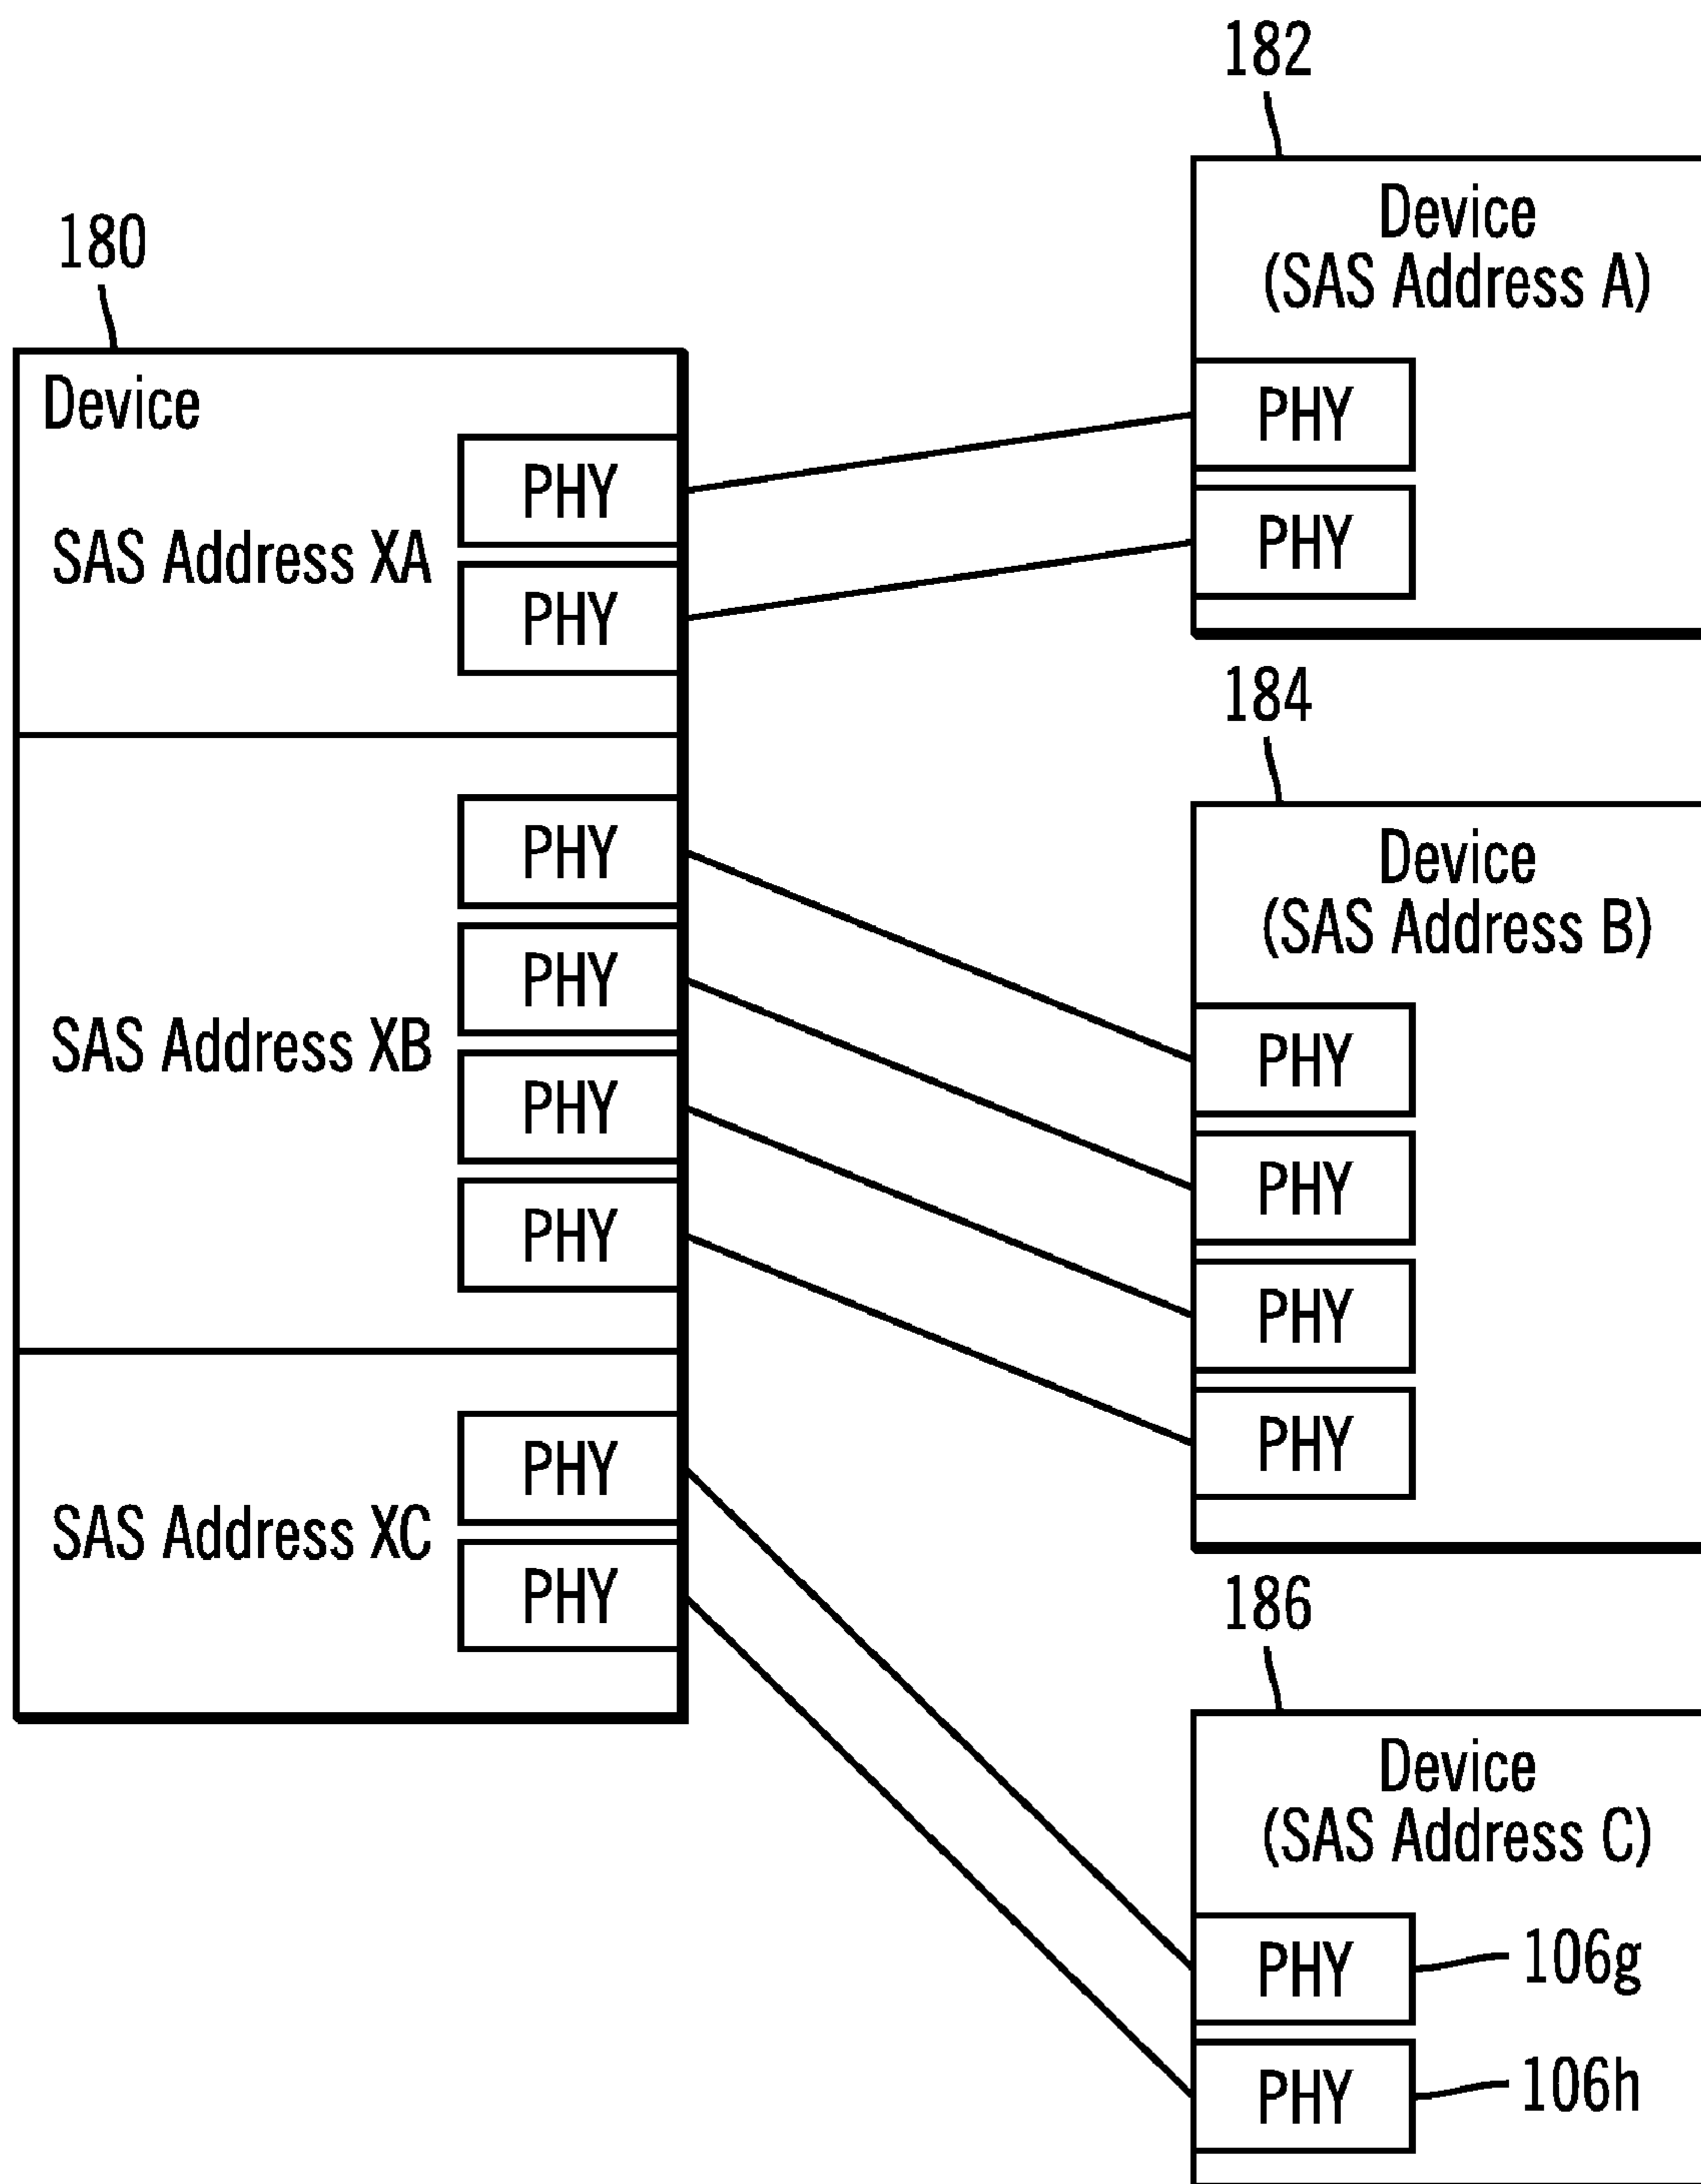 180
Device
PHY
SAS Address XA
PHY
PHY
PHY
SAS Address XB
PHY
PHY
PHY
SAS Address XC
PHY
182
Device
(SAS Address A)
PHY
PHY
184
Device
(SAS Address B)
PHY
PHY
PHY
PHY
186
Device
(SAS Address C)
PHY 106g
PHY 106h